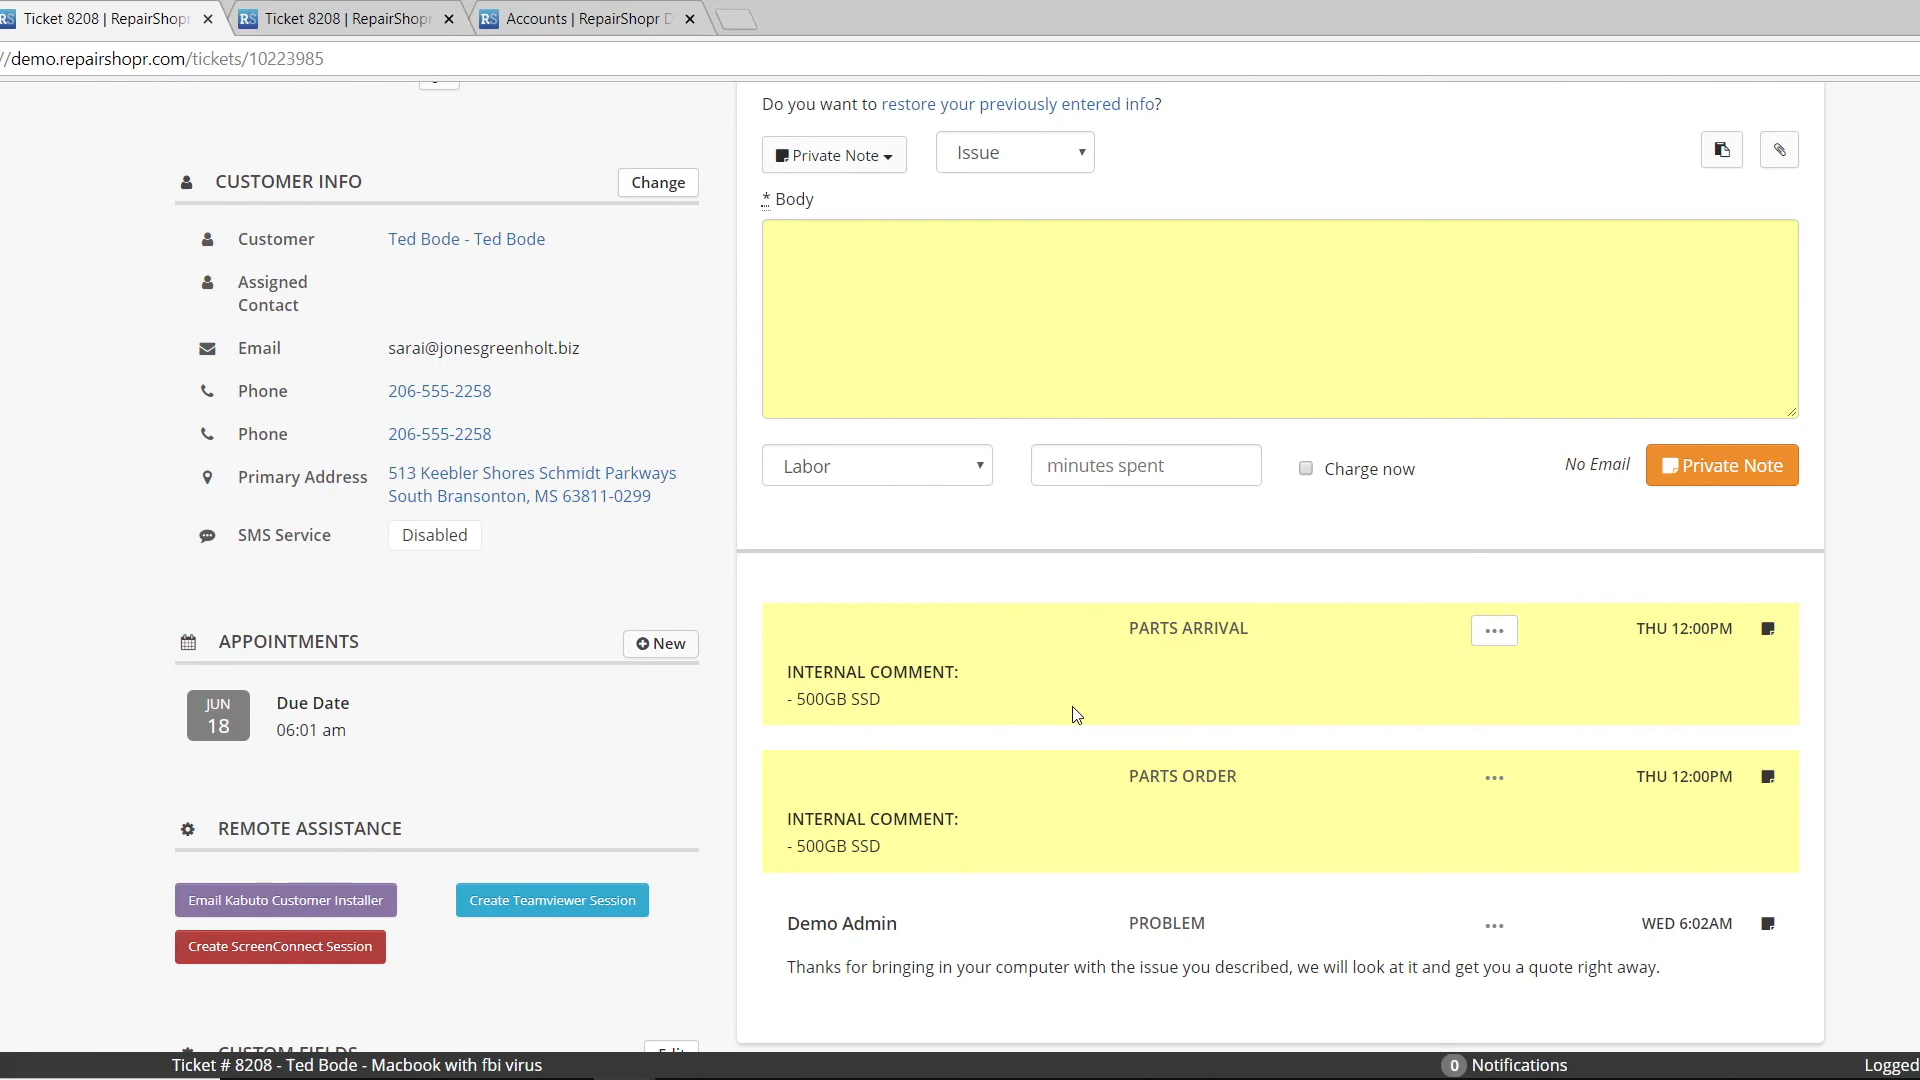 Ticket 8208 | RepairShopr
Ticket 8208 | RepairShopr
Accounts | RepairShopr D
//demo.repairshopr.com/tickets/10223985
Do you want to restore your previously entered info?
Private Note
Issue
* Body
CUSTOMER INFO
Change
Customer
Ted Bode - Ted Bode
Assigned
Contact
Email
sarai@jonesgreenholt.biz
Phone
206-555-2258
Phone
206-555-2258
Primary Address
513 Keebler Shores Schmidt Parkways
South Bransonton, MS 63811-0299
SMS Service
Disabled
Labor
minutes spent
Charge now
No Email
Private Note
APPOINTMENTS
New
JUN
18
Due Date
06:01 am
REMOTE ASSISTANCE
Email Kabuto Customer Installer
Create Teamviewer Session
Create ScreenConnect Session
PARTS ARRIVAL
THU 12:00PM
INTERNAL COMMENT:
- 500GB SSD
PARTS ORDER
THU 12:00PM
INTERNAL COMMENT:
- 500GB SSD
Demo Admin
PROBLEM
WED 6:02AM
Thanks for bringing in your computer with the issue you described, we will look at it and get you a quote right away.
CUSTOM FIELDS
Edit
Ticket # 8208 - Ted Bode - Macbook with fbi virus
0 Notifications
Logged